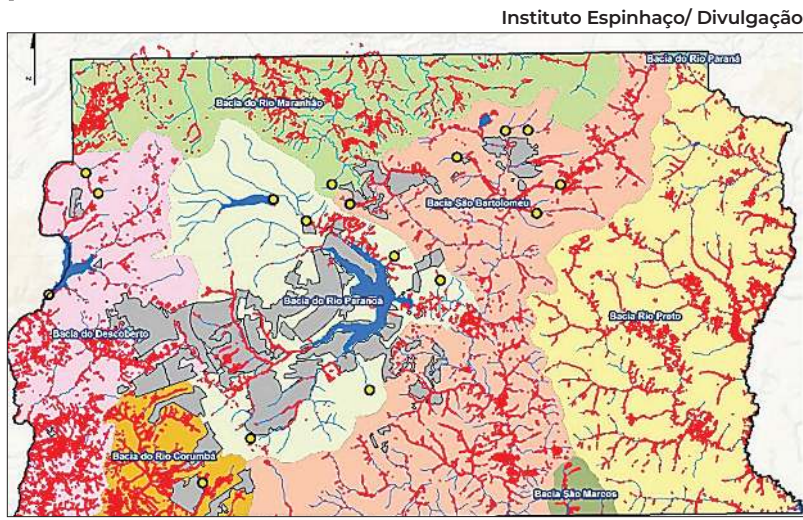 Instituto Espinhaço/ Divulgação
Bacia do Rio Paraná
Bacia do Rio Maranhão
Bacia São Bartolomeu
Bacia do Rio Paranoá
Bacia Rio Preto
Bacia do Descoberto
Bacia do Rio Corumbá
Bacia São Marcos